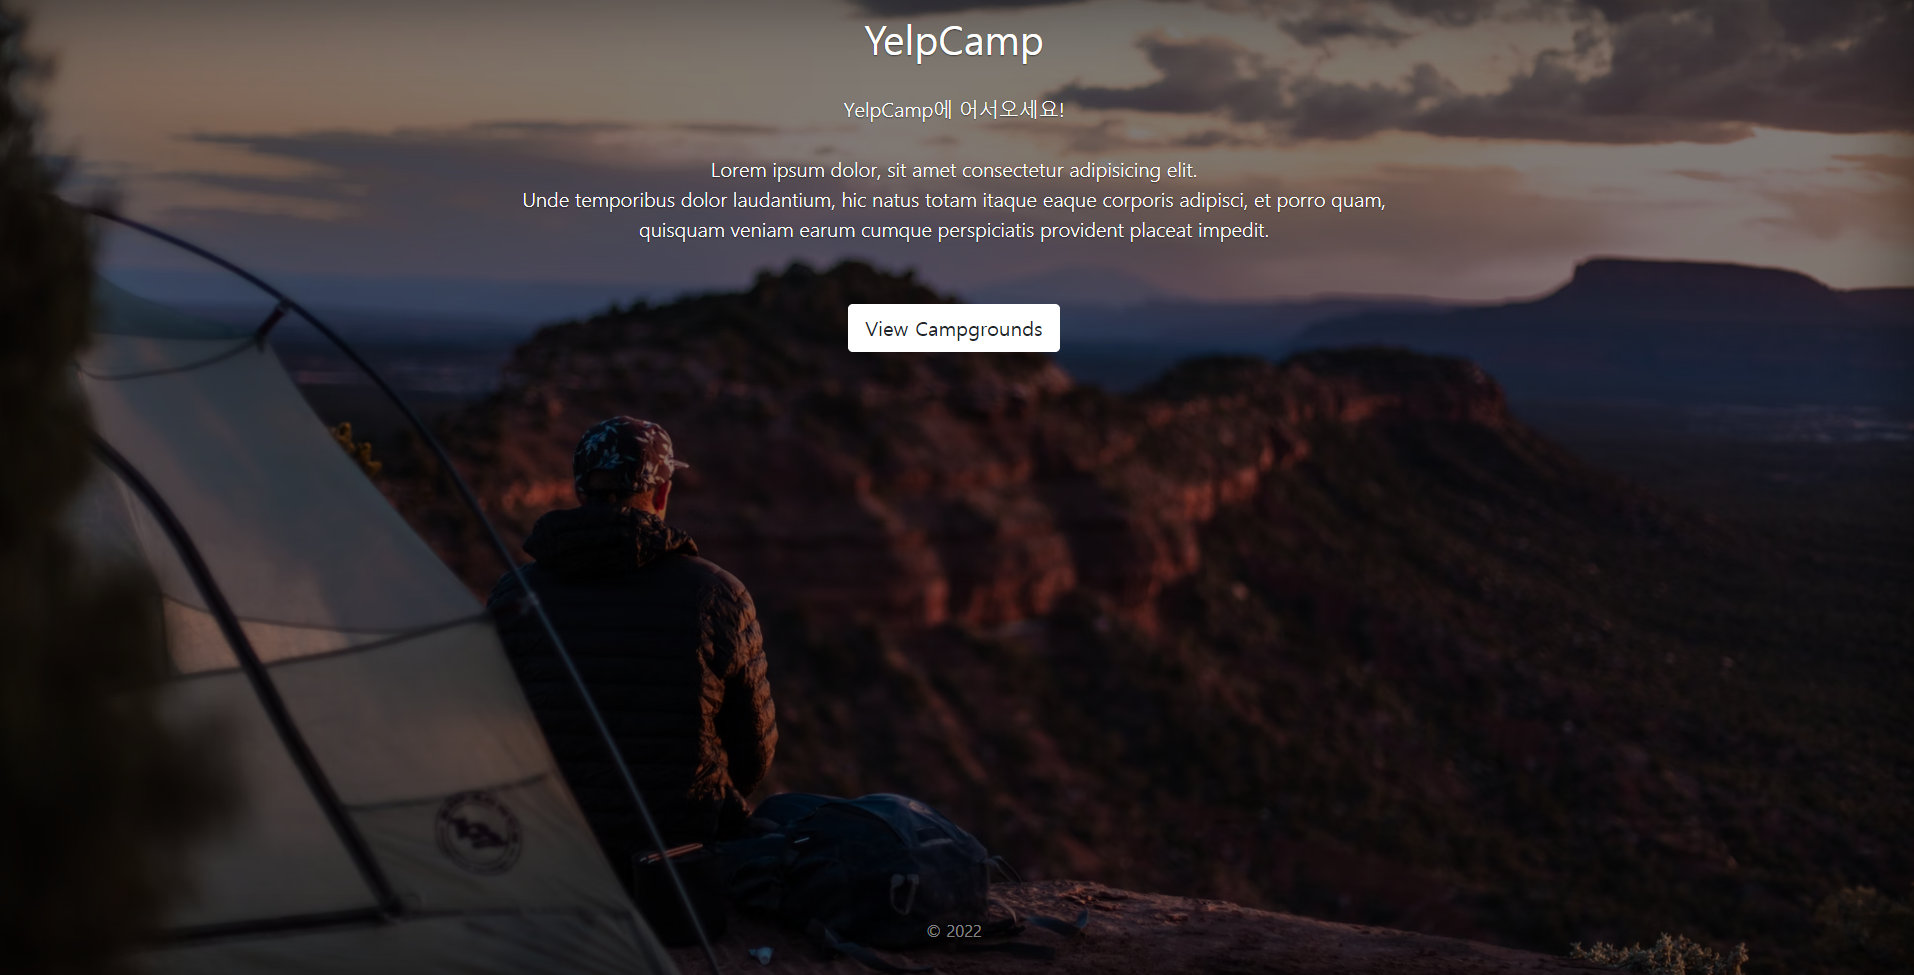 YelpCamp
YelpCamp에 어서오세요!
Lorem ipsum dolor, sit amet consectetur adipisicing elit.
Unde temporibus dolor laudantium, hic natus totam itaque eaque corporis adipisci, et porro quam,
quisquam veniam earum cumque perspiciatis provident placeat impedit.
View Campgrounds
© 2022